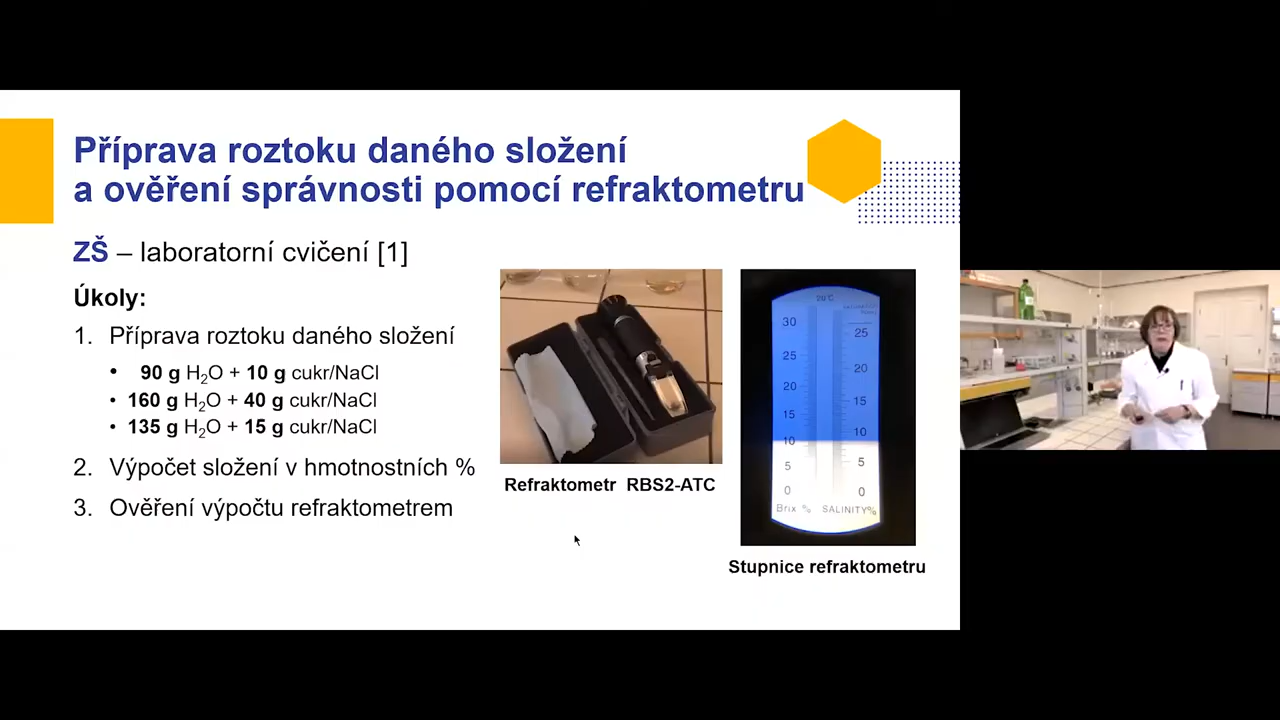 Příprava roztoku daného složení
a ověření správnosti pomocí refraktometru
ZŠ – laboratorní cvičení [1]
Úkoly:
1. Příprava roztoku daného složení
• 90 g H₂O + 10 g cukr/NaCl
• 160 g H₂O + 40 g cukr/NaCl
• 135 g H₂O + 15 g cukr/NaCl
2. Výpočet složení v hmotnostních %
3. Ověření výpočtu refraktometrem
Refraktometr RBS2-ATC
20°C
30
25
20
15
10
5
0
Brix %
25
20
15
10
5
0
SALINITY%
Stupnice refraktometru